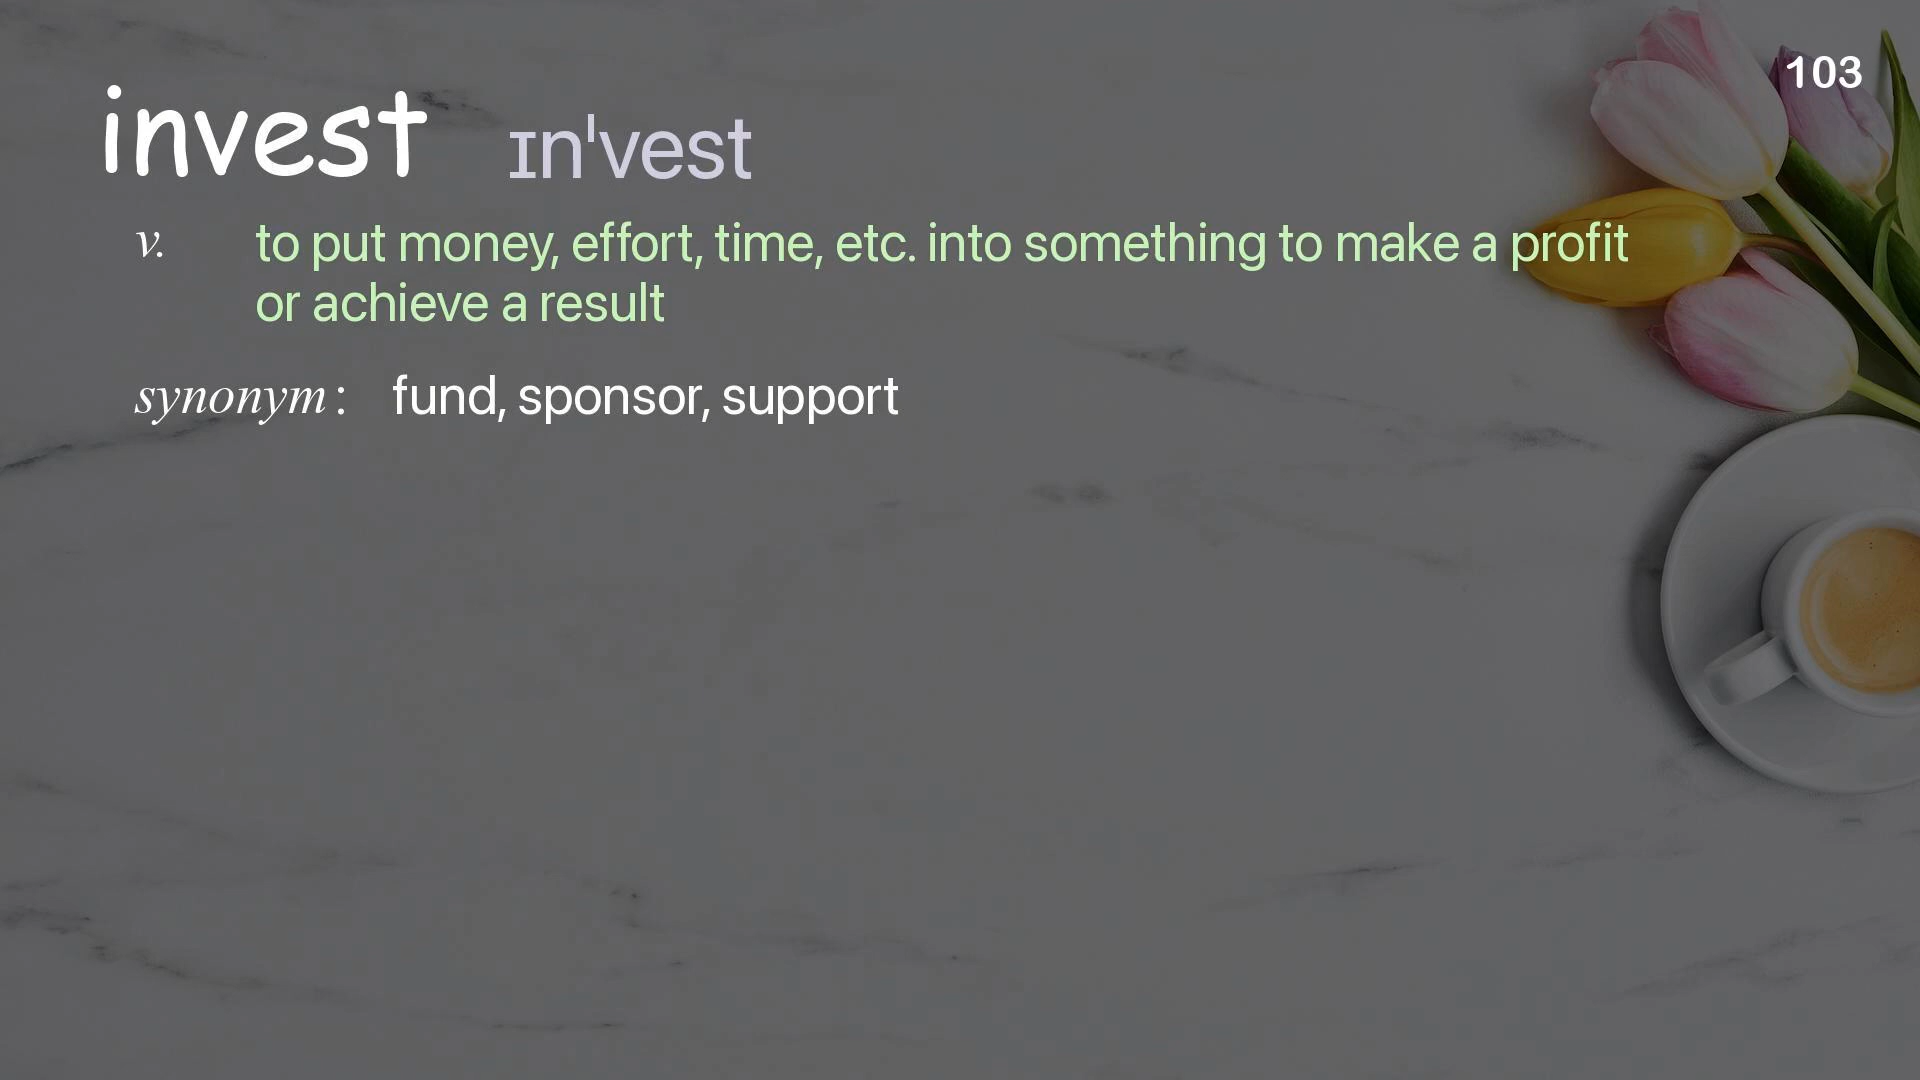 103
invest ɪnˈvest
v. to put money, effort, time, etc. into something to make a profit
or achieve a result
synonym : fund, sponsor, support